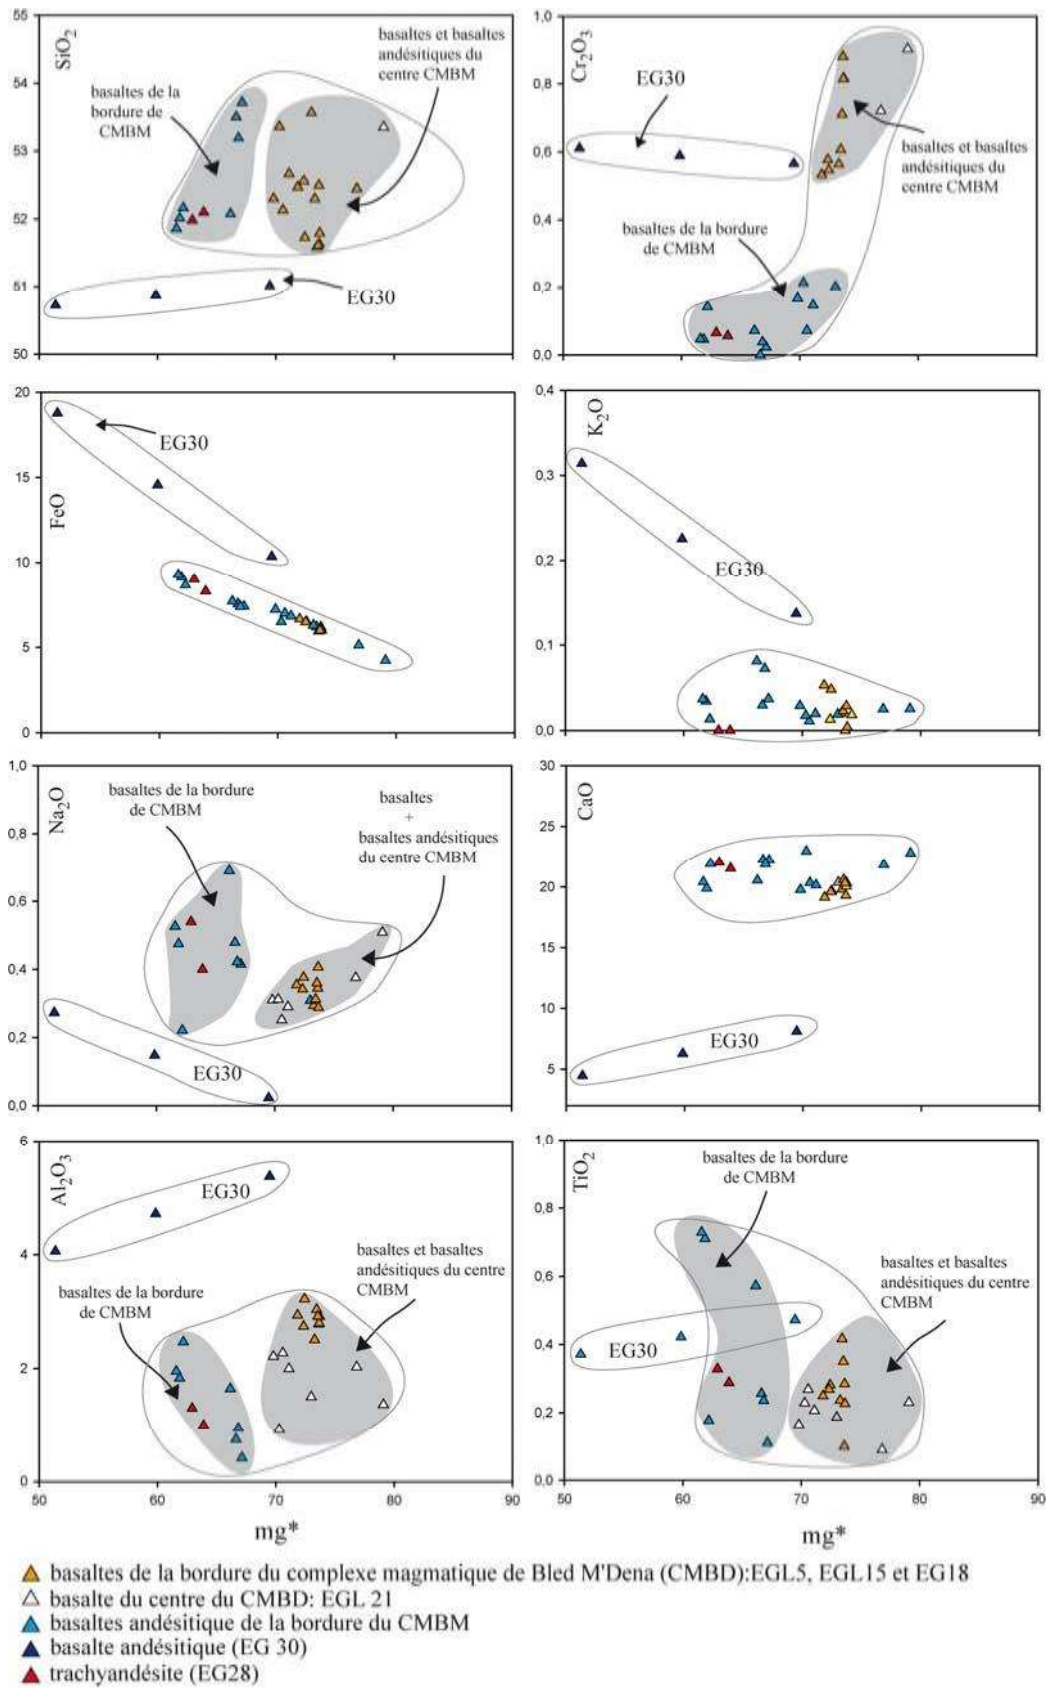 55
54
53
52
51
50
SiO2
basaltes de la
bordure de
CMBM
basaltes et basaltes
andésitiques du
centre CMBM
EG30
1,0
0,8
0,6
0,4
0,2
0,0
Cr2O3
EG30
basaltes et basaltes
andésitiques du
centre CMBM
basaltes de la bordure
de CMBM
20
15
10
5
0
FeO
EG30
0,4
0,3
0,2
0,1
0,0
K2O
EG30
1,0
0,8
0,6
0,4
0,2
0,0
Na2O
basaltes de la bordure
de CMBM
basaltes
+
basaltes andésitiques
du centre CMBM
EG30
30
25
20
15
10
5
CaO
EG30
6
4
2
0
Al2O3
EG30
basaltes de la bordure
de CMBM
basaltes et basaltes
andésitiques du centre
CMBM
50 60 70 80 90
mg*
1,0
0,8
0,6
0,4
0,2
0,0
TiO2
basaltes de la bordure
de CMBM
basaltes et basaltes
andésitiques du centre
CMBM
EG30
50 60 70 80 90
mg*
basaltes de la bordure du complexe magmatique de Bled M'Dena (CMBD):EGL5, EGL15 et EG18
basalte du centre du CMBD: EGL 21
basaltes andésitique de la bordure du CMBM
basalte andésitique (EG 30)
trachyandésite (EG28)